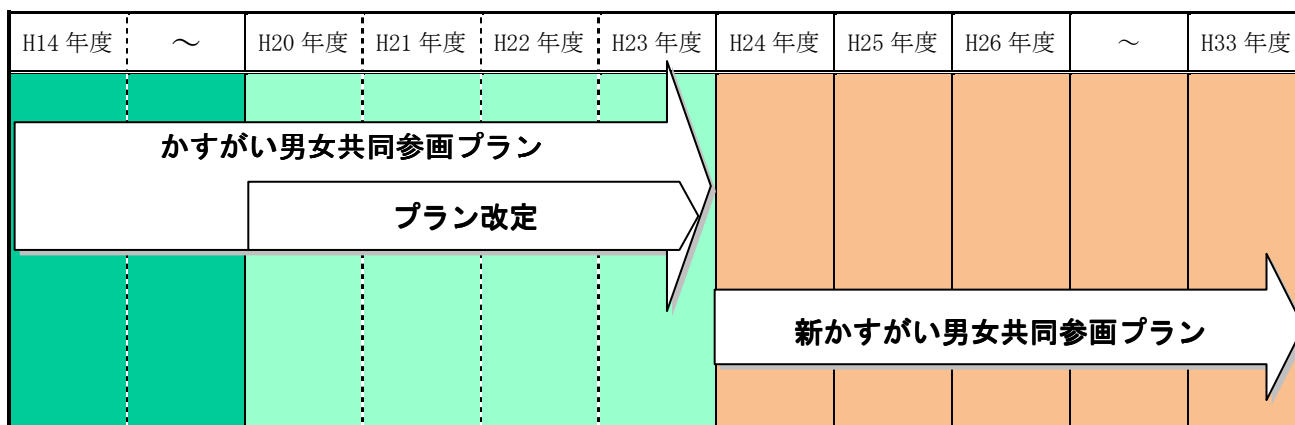 H14 年度 ～ H20 年度 H21 年度 H22 年度 H23 年度 H24 年度 H25 年度 H26 年度 ～ H33 年度
かすがい男女共同参画プラン
プラン改定
新かすがい男女共同参画プラン